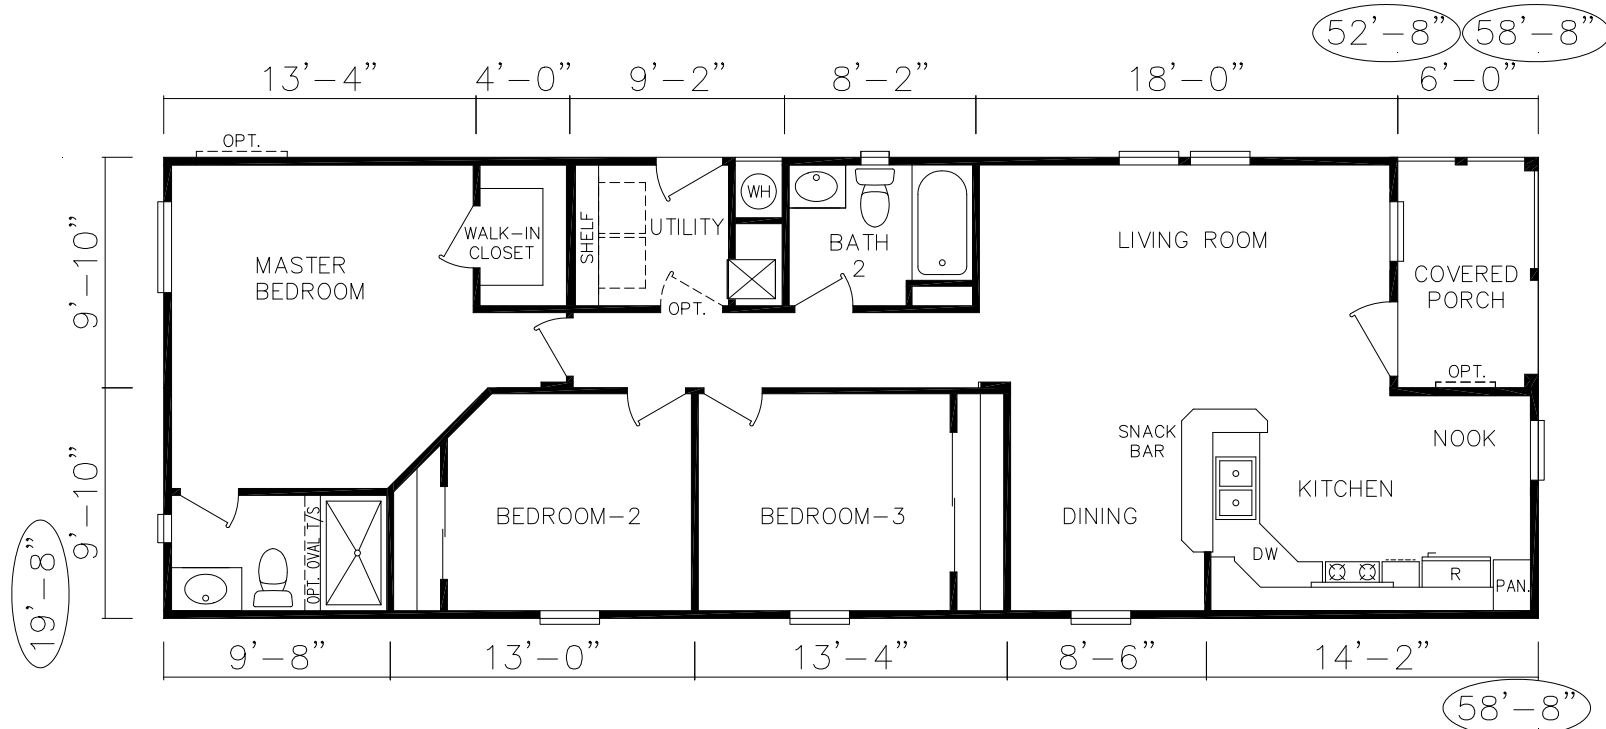 52'-8" 58'-8"
13'-4" 4'-0" 9'-2" 8'-2" 18'-0" 6'-0"
OPT.
WH
SHELF
UTILITY
WALK-IN
CLOSET
BATH
2
LIVING ROOM
MASTER
BEDROOM
COVERED
PORCH
9'-10"
OPT.
OPT.
SNACK
BAR
NOOK
KITCHEN
BEDROOM-2
BEDROOM-3
DINING
9'-10"
19'-8"
OPT. OVAL T/S
DW
R
PAN.
9'-8" 13'-0" 13'-4" 8'-6" 14'-2"
58'-8"